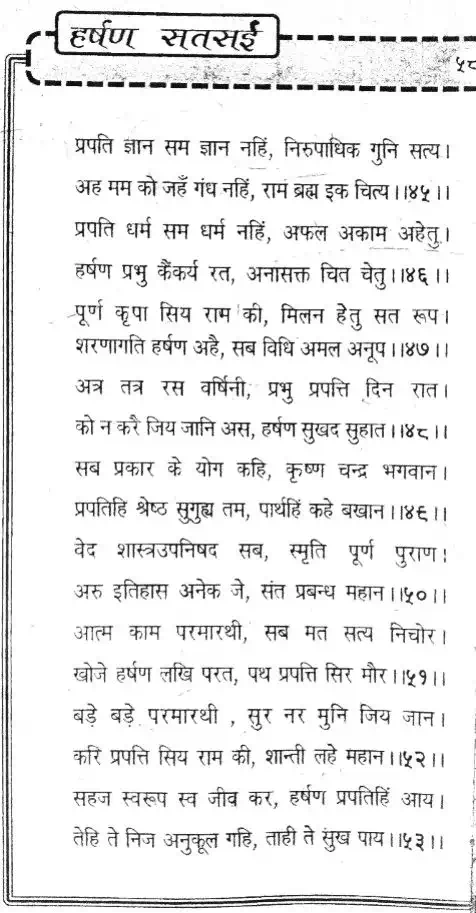 हर्षण सतसई
५८
प्रपति ज्ञान सम ज्ञान नहिं, निरुपाधिक गुनि सत्य।
अह मम को जहँ गंध नहिं, राम ब्रह्म इक चित्य।।४५।।
प्रपति धर्म सम धर्म नहिं, अफल अकाम अहेतु।
हर्षण प्रभु कैंकर्य रत, अनासक्त चित चेतु।।४६।।
पूर्ण कृपा सिय राम की, मिलन हेतु सत रूप।
शरणागति हर्षण अहै, सब विधि अमल अनूप।।४७।।
अत्र तत्र रस वर्षिनी, प्रभु प्रपत्ति दिन रात।
को न करै जिय जानि अस, हर्षण सुखद सुहात।।४८।।
सब प्रकार के योग कहि, कृष्ण चन्द्र भगवान।
प्रपतिहि श्रेष्ठ सुगुह्य तम, पार्थहिं कहे बखान।।४९।।
वेद शास्त्रउपनिषद सब, स्मृति पूर्ण पुराण।
अरु इतिहास अनेक जे, संत प्रबन्ध महान।।५०।।
आत्म काम परमारथी, सब मत सत्य निचोर।
खोजे हर्षण लखि परत, पथ प्रपत्ति सिर मौर।।५१।।
बड़े बड़े परमारथी , सुर नर मुनि जिय जान।
करि प्रपत्ति सिय राम की, शान्ती लहे महान।।५२।।
सहज स्वरूप स्व जीव कर, हर्षण प्रपतिहिं आय।
तेहि ते निज अनुकूल गहि, ताही ते सुख पाय।।५३।।